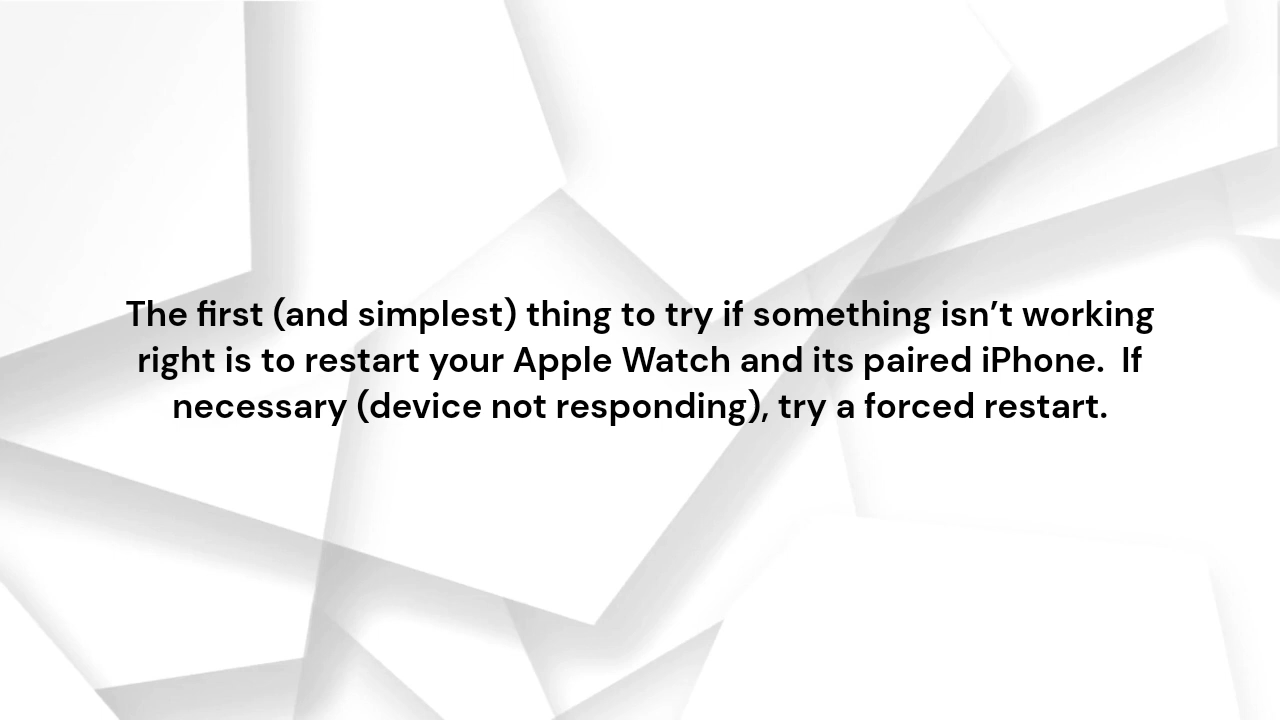 The first (and simplest) thing to try if something isn’t working
right is to restart your Apple Watch and its paired iPhone.  If
necessary (device not responding), try a forced restart.